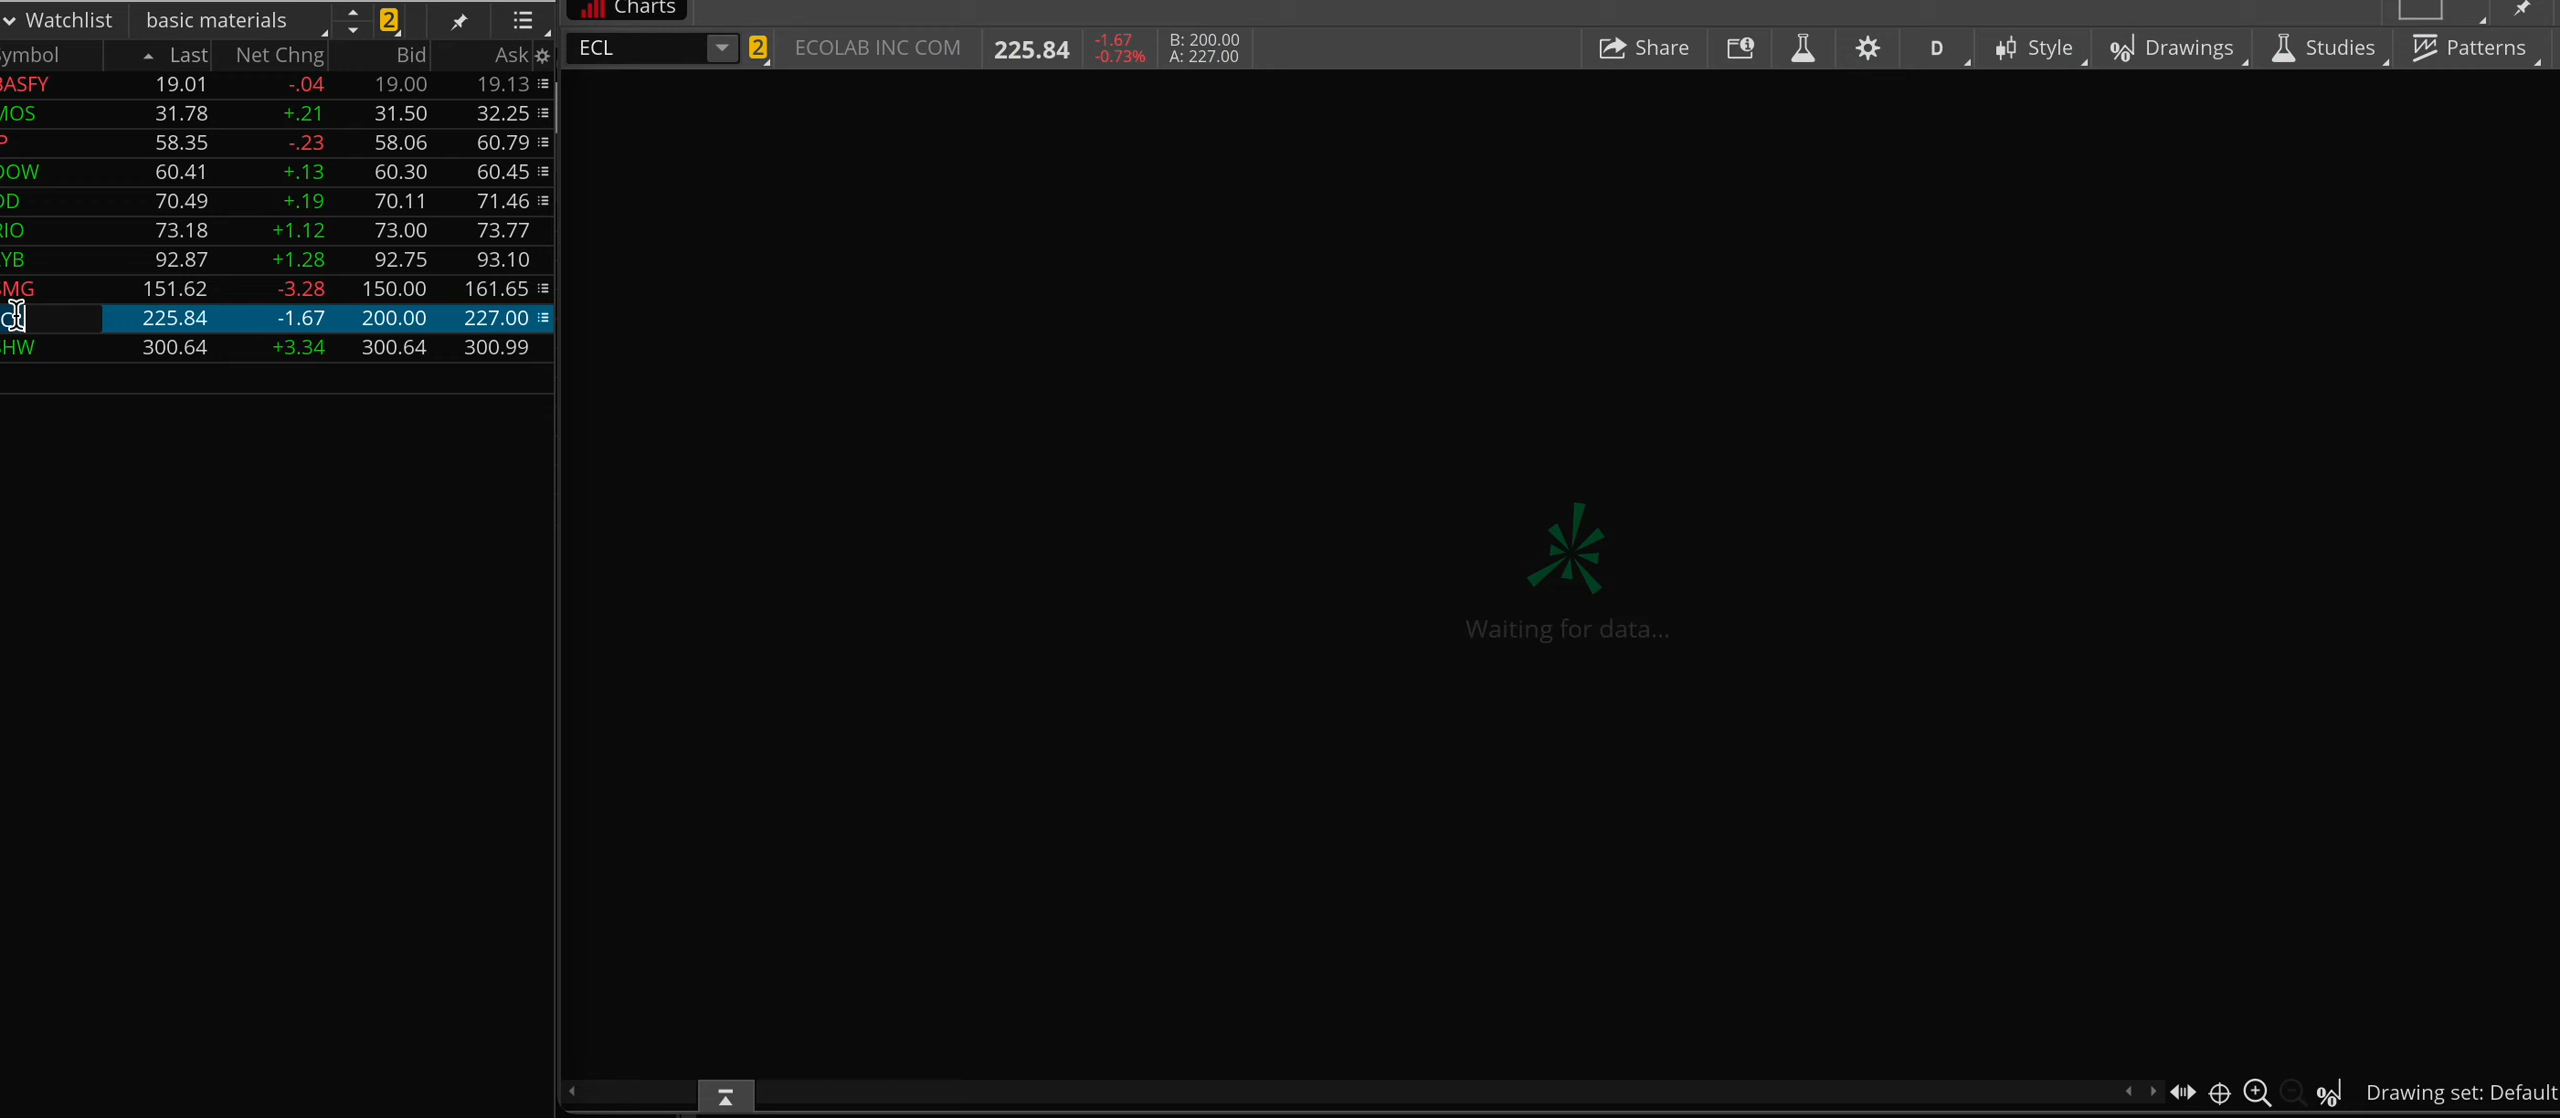 Watchlist basic materials 2
ymbol Last Net Chng Bid Ask
BASFY 19.01 -.04 19.00 19.13
MOS 31.78 +.21 31.50 32.25
P 58.35 -.23 58.06 60.79
DOW 60.41 +.13 60.30 60.45
DD 70.49 +.19 70.11 71.46
RIO 73.18 +1.12 73.00 73.77
YB 92.87 +1.28 92.75 93.10
SMG 151.62 -3.28 150.00 161.65
225.84 -1.67 200.00 227.00
SHW 300.64 +3.34 300.64 300.99
Charts
ECL 2 ECOLAB INC COM 225.84 -1.67 -0.73% B: 200.00 A: 227.00 Share D Style Drawings Studies Patterns
Waiting for data...
Drawing set: Default